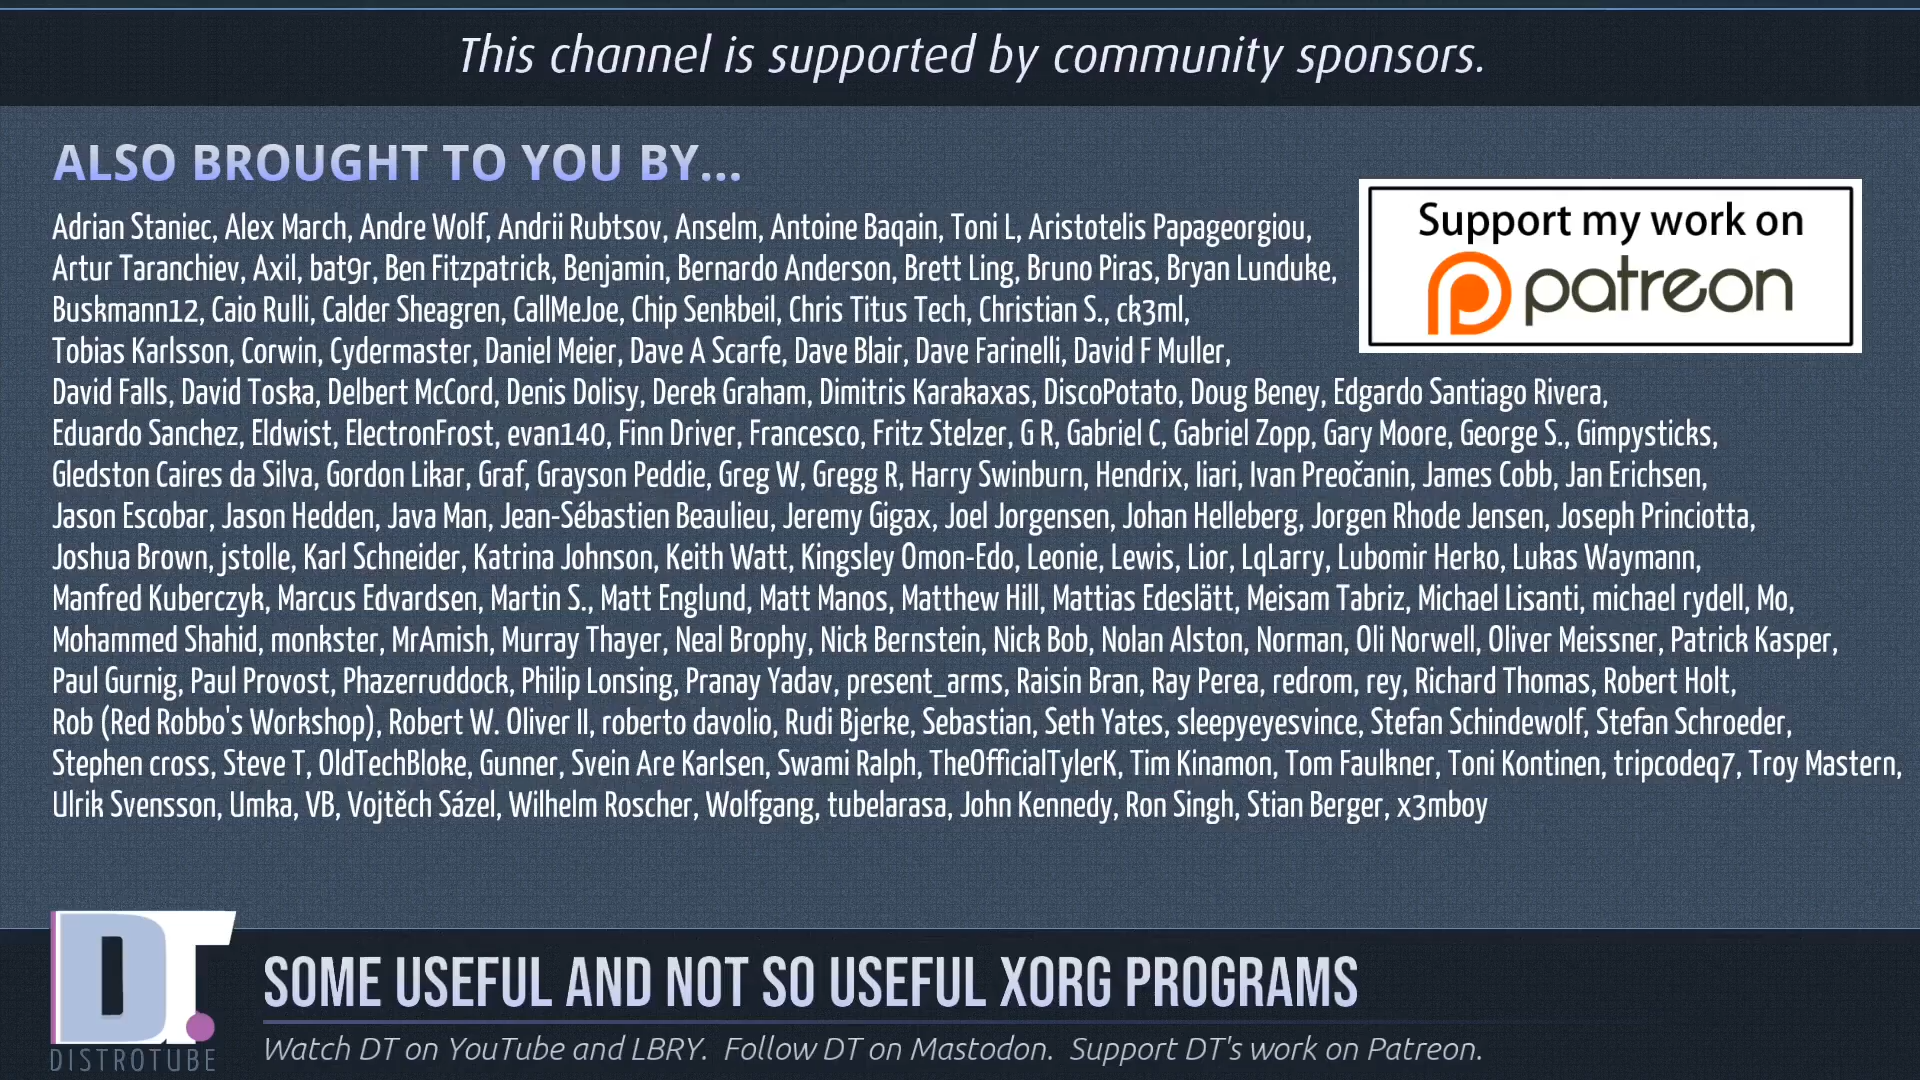 This channel is supported by community sponsors.
ALSO BROUGHT TO YOU BY...
Adrian Staniec, Alex March, Andre Wolf, Andrii Rubtsov, Anselm, Antoine Baqain, Toni L, Aristotelis Papageorgiou,
Artur Taranchiev, Axil, bat9r, Ben Fitzpatrick, Benjamin, Bernardo Anderson, Brett Ling, Bruno Piras, Bryan Lunduke,
Buskmann12, Caio Rulli, Calder Sheagren, CallMeJoe, Chip Senkbeil, Chris Titus Tech, Christian S., ck3ml,
Tobias Karlsson, Corwin, Cydermaster, Daniel Meier, Dave A Scarfe, Dave Blair, Dave Farinelli, David F Muller,
David Falls, David Toska, Delbert McCord, Denis Dolisy, Derek Graham, Dimitris Karakaxas, DiscoPotato, Doug Beney, Edgardo Santiago Rivera,
Eduardo Sanchez, Eldwist, ElectronFrost, evan140, Finn Driver, Francesco, Fritz Stelzer, G R, Gabriel C, Gabriel Zopp, Gary Moore, George S., Gimpysticks,
Gledston Caires da Silva, Gordon Likar, Graf, Grayson Peddie, Greg W, Gregg R, Harry Swinburn, Hendrix, Iiari, Ivan Preočanin, James Cobb, Jan Erichsen,
Jason Escobar, Jason Hedden, Java Man, Jean-Sébastien Beaulieu, Jeremy Gigax, Joel Jorgensen, Johan Helleberg, Jorgen Rhode Jensen, Joseph Princiotta,
Joshua Brown, jstolle, Karl Schneider, Katrina Johnson, Keith Watt, Kingsley Omon-Edo, Leonie, Lewis, Lior, LqLarry, Lubomir Herko, Lukas Waymann,
Manfred Kuberczyk, Marcus Edvardsen, Martin S., Matt Englund, Matt Manos, Matthew Hill, Mattias Edeslätt, Meisam Tabriz, Michael Lisanti, michael rydell, Mo,
Mohammed Shahid, monkster, MrAmish, Murray Thayer, Neal Brophy, Nick Bernstein, Nick Bob, Nolan Alston, Norman, Oli Norwell, Oliver Meissner, Patrick Kasper,
Paul Gurnig, Paul Provost, Phazerruddock, Philip Lonsing, Pranay Yadav, present_arms, Raisin Bran, Ray Perea, redrom, rey, Richard Thomas, Robert Holt,
Rob (Red Robbo's Workshop), Robert W. Oliver II, roberto davolio, Rudi Bjerke, Sebastian, Seth Yates, sleepyeyesvince, Stefan Schindewolf, Stefan Schroeder,
Stephen cross, Steve T, OldTechBloke, Gunner, Svein Are Karlsen, Swami Ralph, TheOfficialTylerK, Tim Kinamon, Tom Faulkner, Toni Kontinen, tripcodeq7, Troy Mastern,
Ulrik Svensson, Umka, VB, Vojtěch Sázel, Wilhelm Roscher, Wolfgang, tubelarasa, John Kennedy, Ron Singh, Stian Berger, x3mboy
Support my work on
patreon
DT
DISTROTUBE
SOME USEFUL AND NOT SO USEFUL XORG PROGRAMS
Watch DT on YouTube and LBRY. Follow DT on Mastodon. Support DT's work on Patreon.